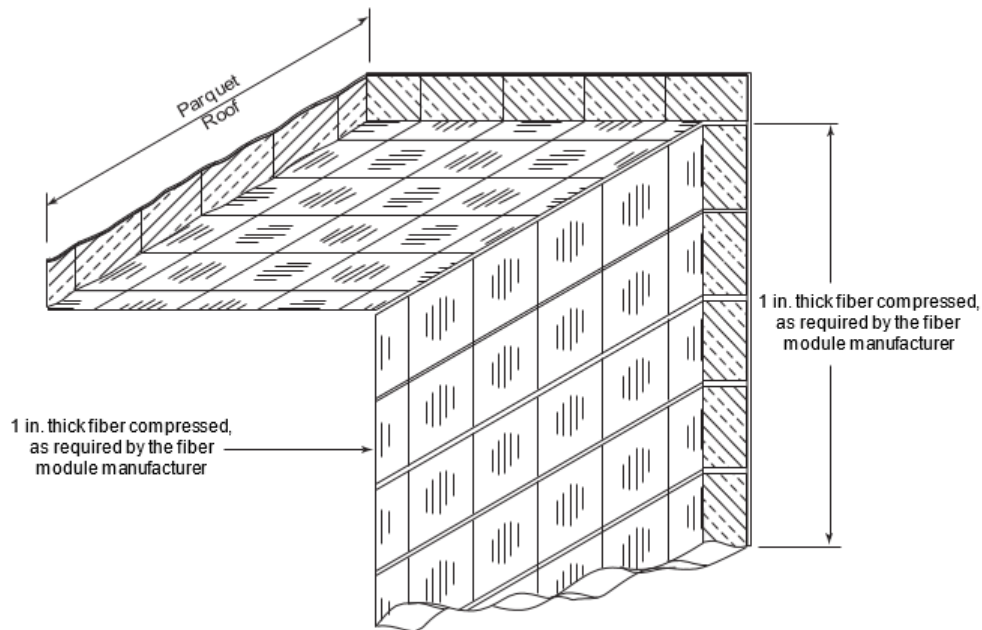 Parquet
Roof
1 in. thick fiber compressed,
as required by the fiber
module manufacturer
1 in. thick fiber compressed,
as required by the fiber
module manufacturer